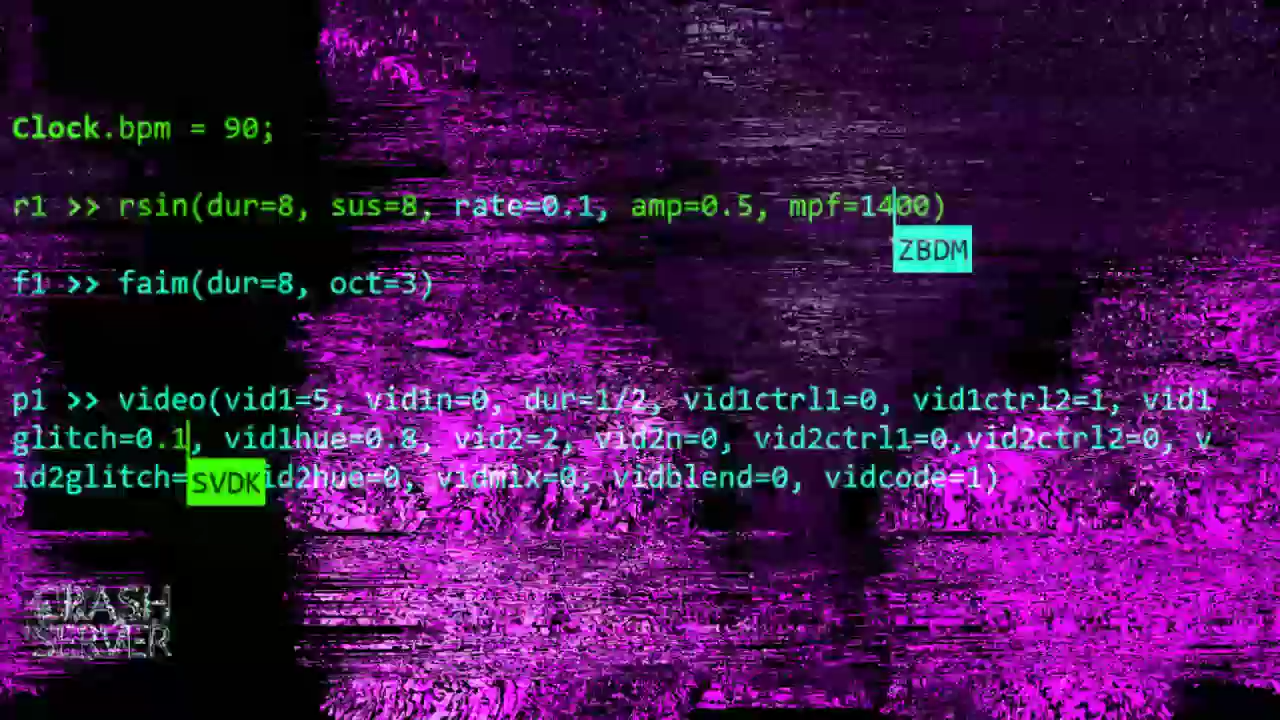 Clock.bpm = 90;
r1 >> rsin(dur=8, sus=8, rate=0.1, amp=0.5, mpf=1400)
ZBDM
f1 >> faim(dur=8, oct=3)
p1 >> video(vid1=5, vid1n=0, dur=1/2, vid1ctrl1=0, vid1ctrl2=1, vid1
glitch=0.1, vid1hue=0.8, vid2=2, vid2n=0, vid2ctrl1=0,vid2ctrl2=0, v
id2glitch= id2hue=0, vidmix=0, vidblend=0, vidcode=1)
SVDK
CRASH
SERVER